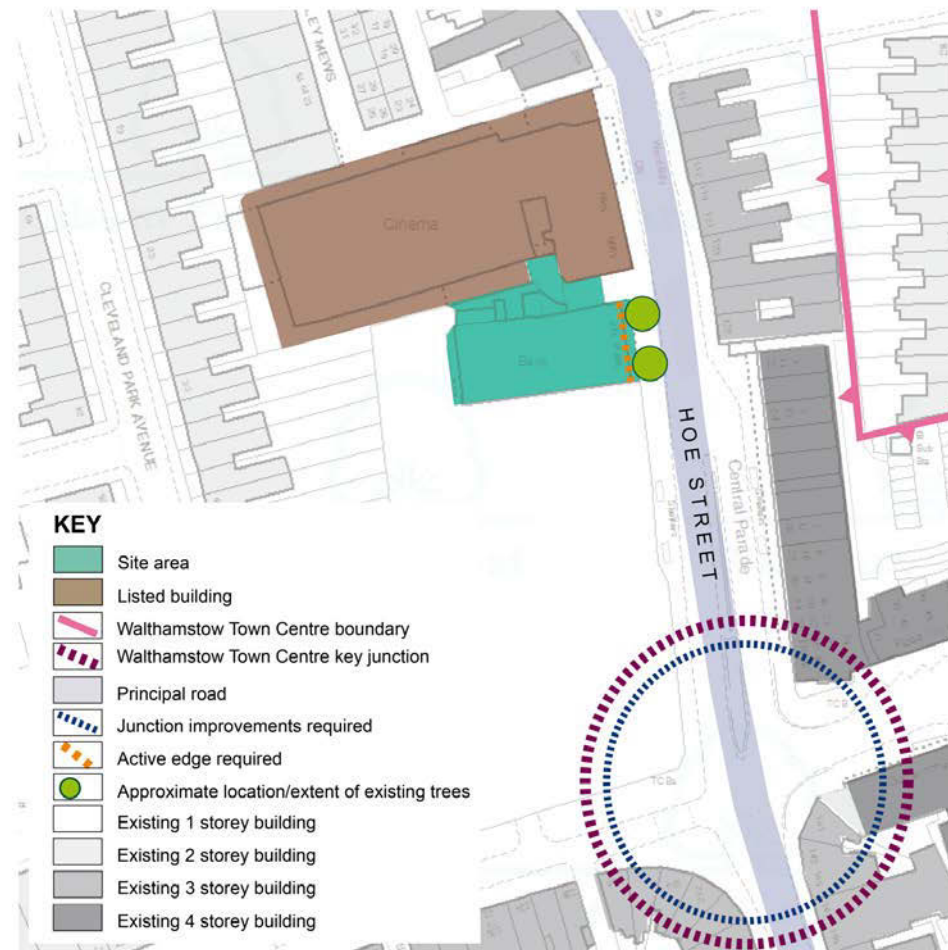 LEY MEWS
Cinema
Bank
CLEVELAND PARK AVENUE
HOE STREET
Central Parade
KEY
Site area
Listed building
Walthamstow Town Centre boundary
Walthamstow Town Centre key junction
Principal road
Junction improvements required
Active edge required
Approximate location/extent of existing trees
Existing 1 storey building
Existing 2 storey building
Existing 3 storey building
Existing 4 storey building